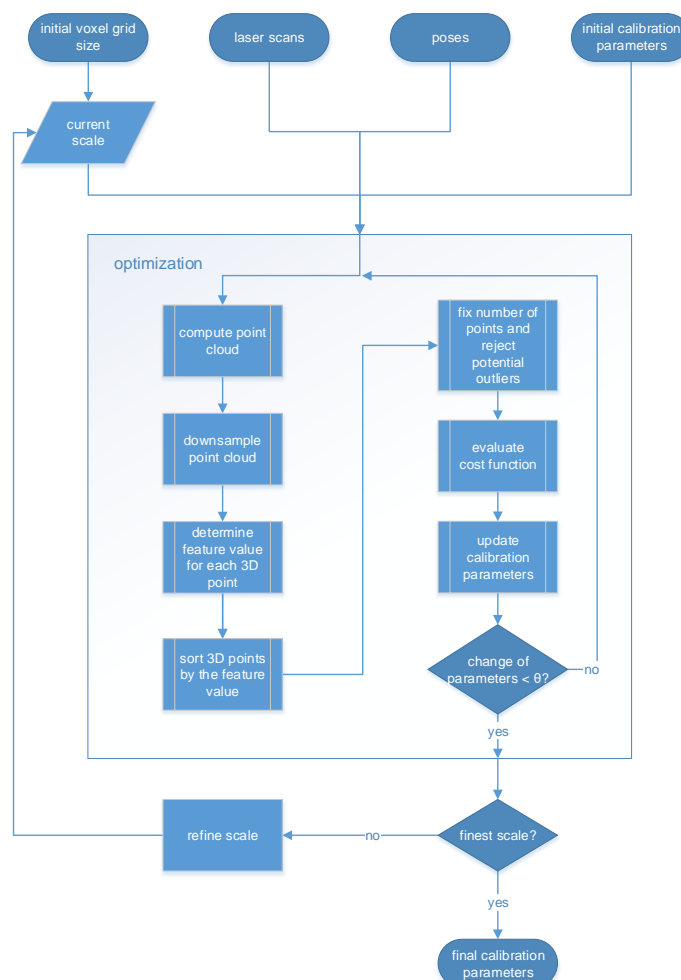 initial voxel grid
size
laser scans
poses
initial calibration
parameters
current
scale
optimization
compute point
cloud
downsample
point cloud
determine
feature value
for each 3D
point
sort 3D points
by the feature
value
fix number of
points and
reject
potential
outliers
evaluate
cost function
update
calibration
parameters
change of
parameters < θ?
no
yes
refine scale
no
finest scale?
yes
final calibration
parameters